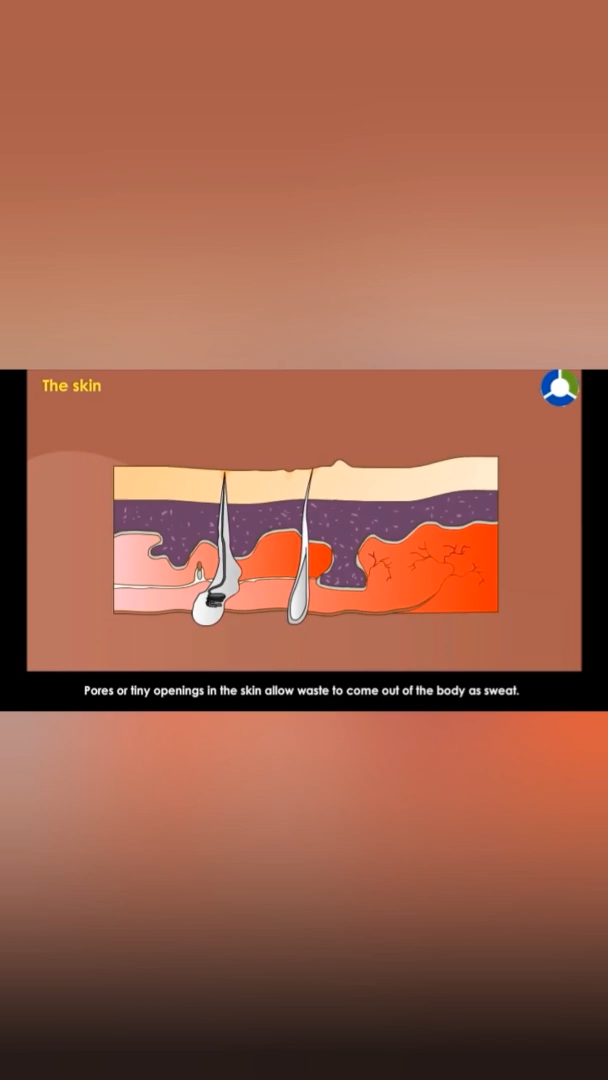 The skin
Pores or tiny openings in the skin allow waste to come out of the body as sweat.